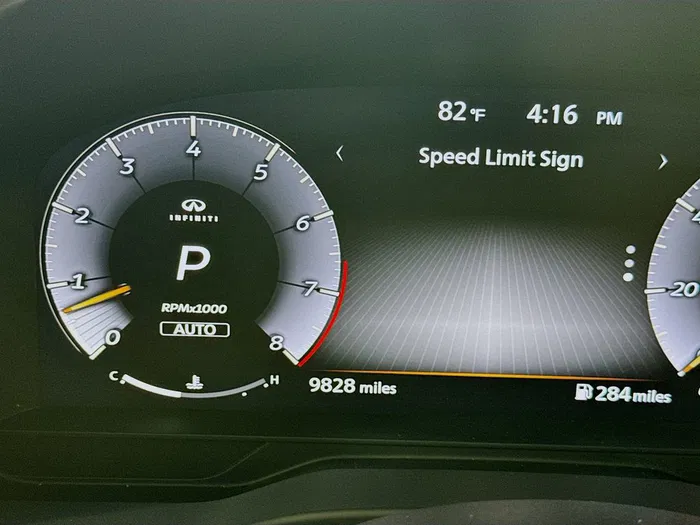 82°F 4:16 PM
Speed Limit Sign
4
3
5
2
6
INFINITI
P
1
7
20
RPMx1000
AUTO
0
8
C
H
9828 miles
284 miles